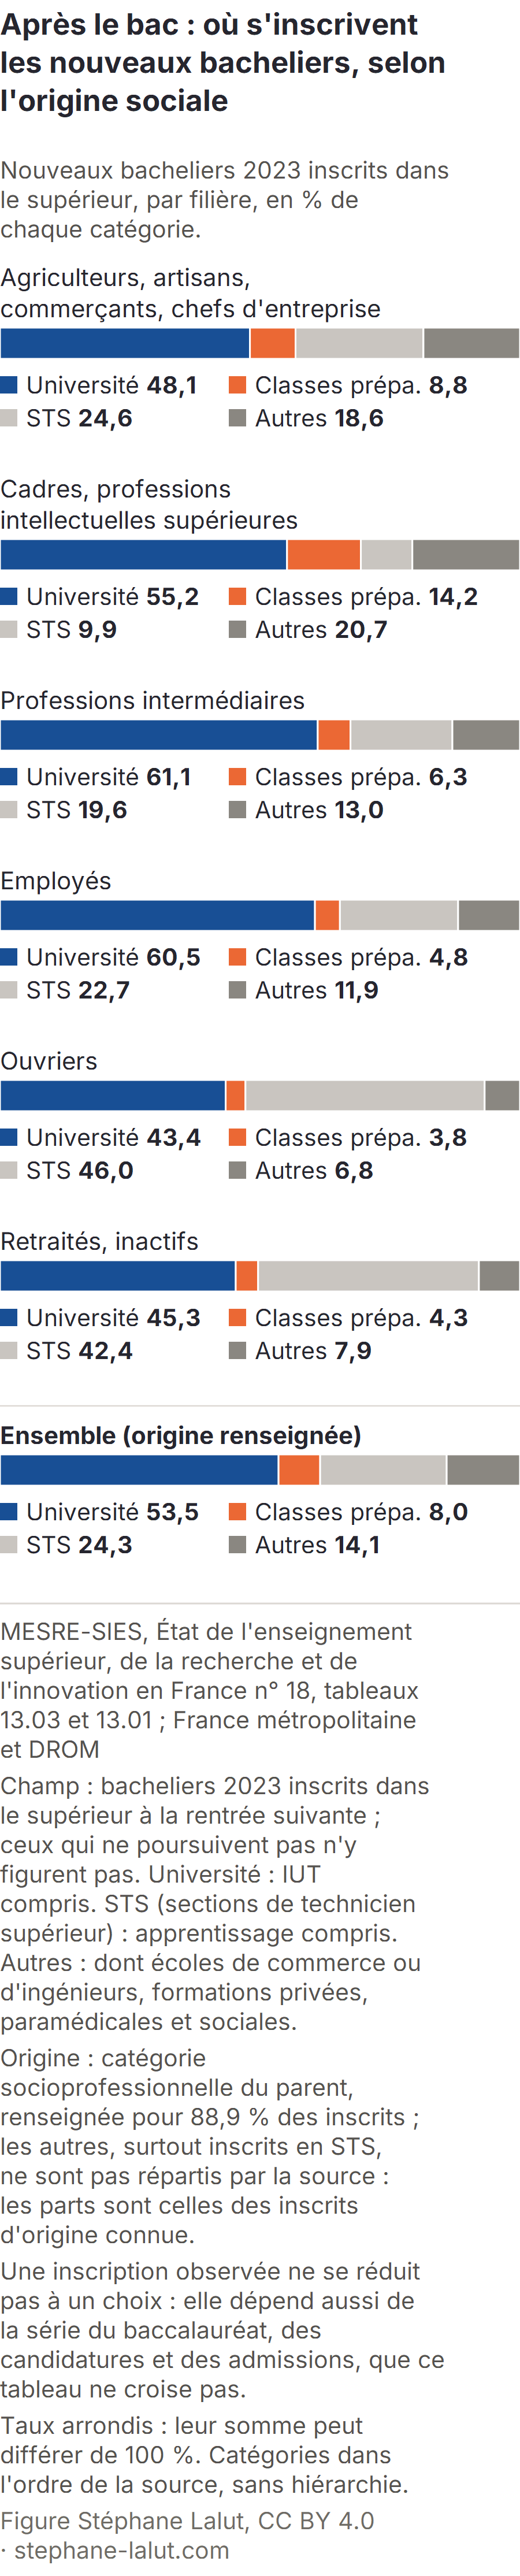 Après le bac : où s'inscrivent
les nouveaux bacheliers, selon
l'origine sociale
Nouveaux bacheliers 2023 inscrits dans
le supérieur, par filière, en % de
chaque catégorie.
Agriculteurs, artisans,
commerçants, chefs d'entreprise
Université 48,1 Classes prépa. 8,8
STS 24,6 Autres 18,6
Cadres, professions
intellectuelles supérieures
Université 55,2 Classes prépa. 14,2
STS 9,9 Autres 20,7
Professions intermédiaires
Université 61,1 Classes prépa. 6,3
STS 19,6 Autres 13,0
Employés
Université 60,5 Classes prépa. 4,8
STS 22,7 Autres 11,9
Ouvriers
Université 43,4 Classes prépa. 3,8
STS 46,0 Autres 6,8
Retraités, inactifs
Université 45,3 Classes prépa. 4,3
STS 42,4 Autres 7,9
Ensemble (origine renseignée)
Université 53,5 Classes prépa. 8,0
STS 24,3 Autres 14,1
MESRE-SIES, État de l'enseignement
supérieur, de la recherche et de
l'innovation en France n° 18, tableaux
13.03 et 13.01 ; France métropolitaine
et DROM
Champ : bacheliers 2023 inscrits dans
le supérieur à la rentrée suivante ;
ceux qui ne poursuivent pas n'y
figurent pas. Université : IUT
compris. STS (sections de technicien
supérieur) : apprentissage compris.
Autres : dont écoles de commerce ou
d'ingénieurs, formations privées,
paramédicales et sociales.
Origine : catégorie
socioprofessionnelle du parent,
renseignée pour 88,9 % des inscrits ;
les autres, surtout inscrits en STS,
ne sont pas répartis par la source :
les parts sont celles des inscrits
d'origine connue.
Une inscription observée ne se réduit
pas à un choix : elle dépend aussi de
la série du baccalauréat, des
candidatures et des admissions, que ce
tableau ne croise pas.
Taux arrondis : leur somme peut
différer de 100 %. Catégories dans
l'ordre de la source, sans hiérarchie.
Figure Stéphane Lalut, CC BY 4.0
· stephane-lalut.com